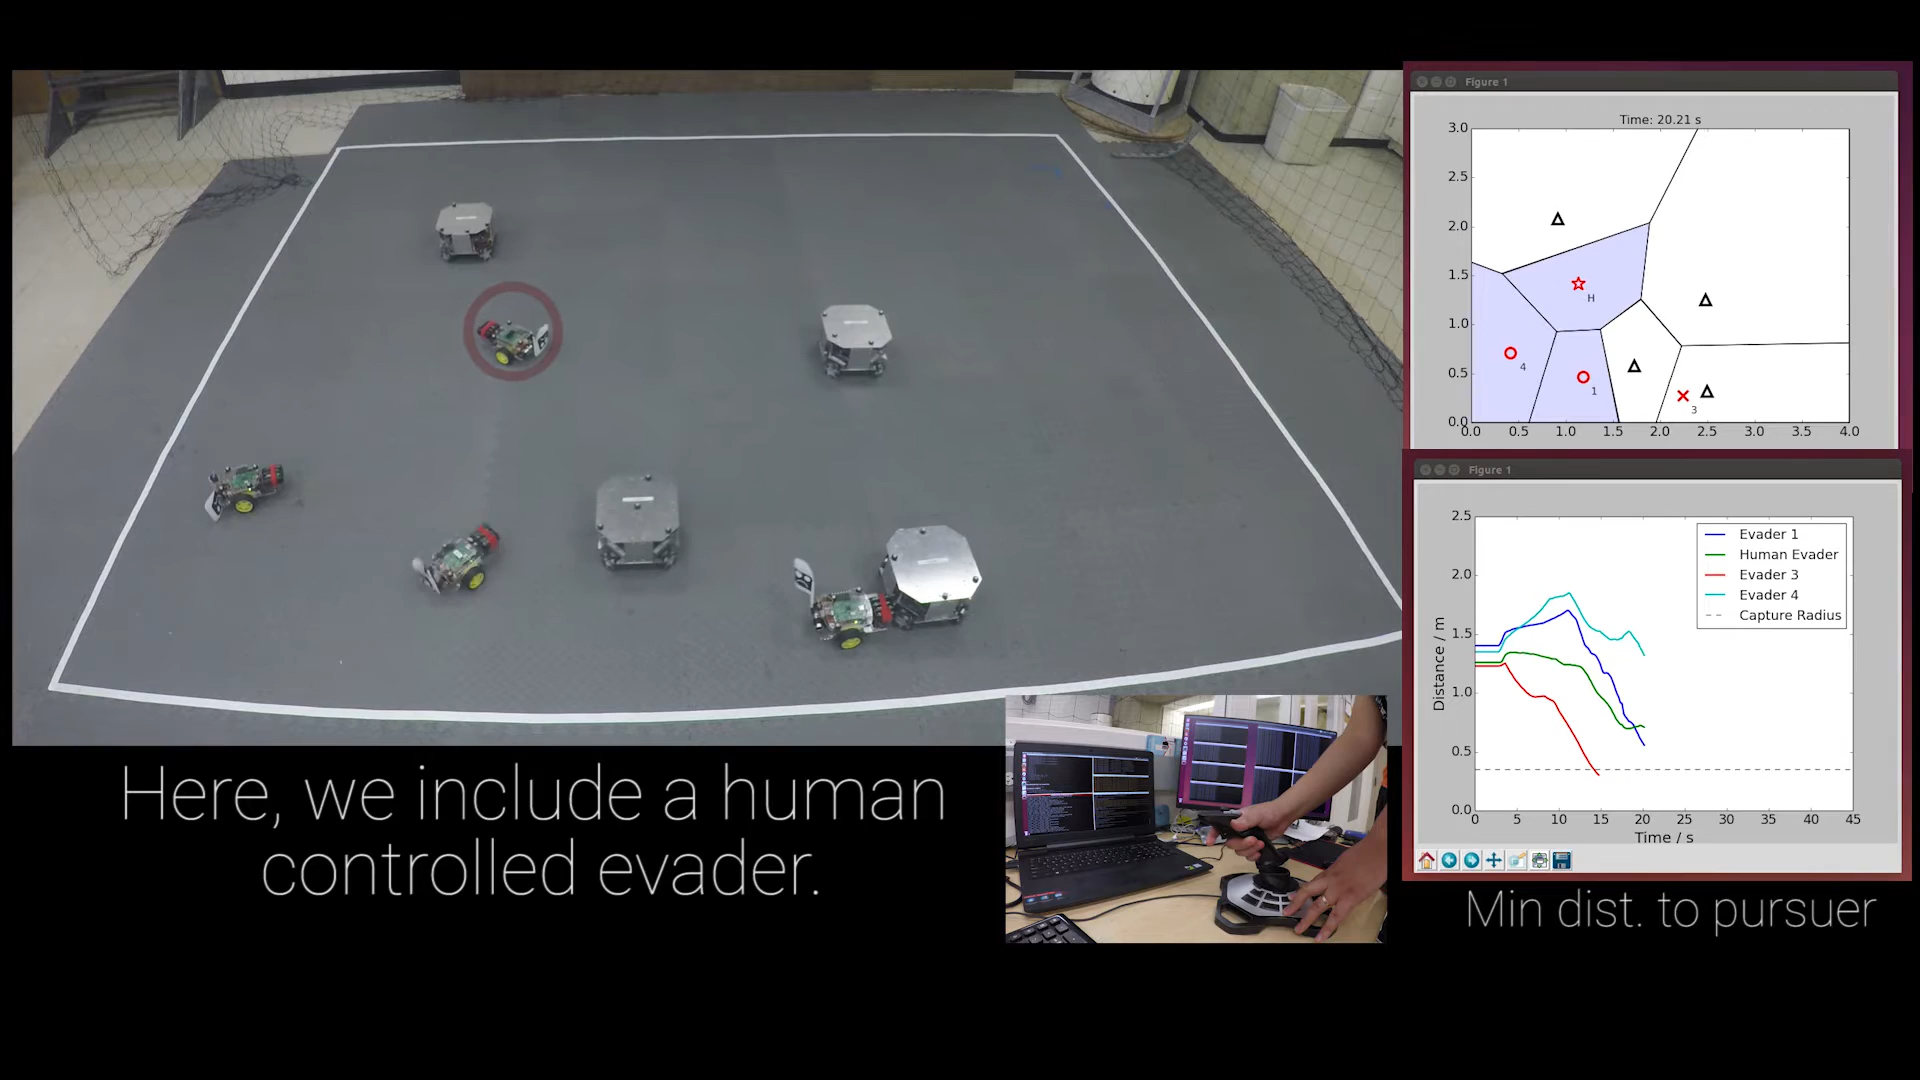 Figure 1
Time: 20.21 s
3.0
2.5
2.0
1.5
1.0
0.5
0.0
0.0 0.5 1.0 1.5 2.0 2.5 3.0 3.5 4.0
H
4
1
3
Figure 1
2.5
2.0
1.5
1.0
0.5
0.0
Distance / m
Evader 1
Human Evader
Evader 3
Evader 4
Capture Radius
0 5 10 15 20 25 30 35 40 45
Time / s
Here, we include a human
controlled evader.
Min dist. to pursuer